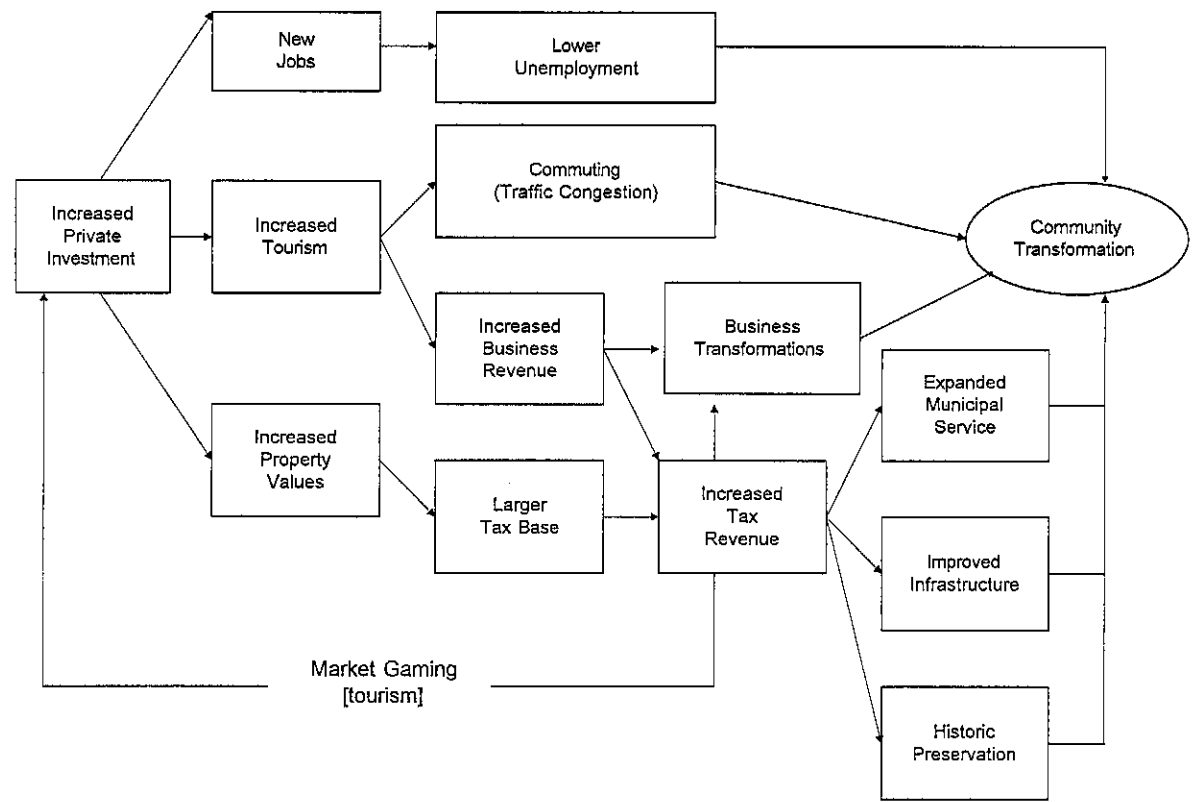 New
Jobs
Lower
Unemployment
Commuting
(Traffic Congestion)
Increased
Private
Investment
Increased
Tourism
Community
Transformation
Increased
Business
Revenue
Business
Transformations
Expanded
Municipal
Service
Increased
Property
Values
Larger
Tax Base
Increased
Tax
Revenue
Improved
Infrastructure
Market Gaming
[tourism]
Historic
Preservation